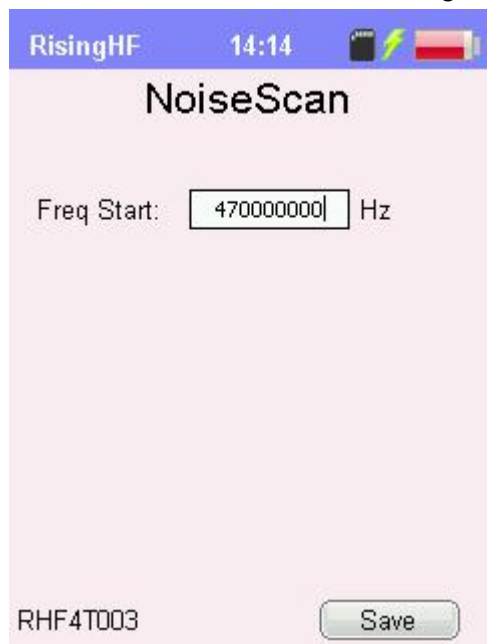 RisingHF 14:14
NoiseScan
Freq Start: 470000000 Hz
RHF4T003 Save